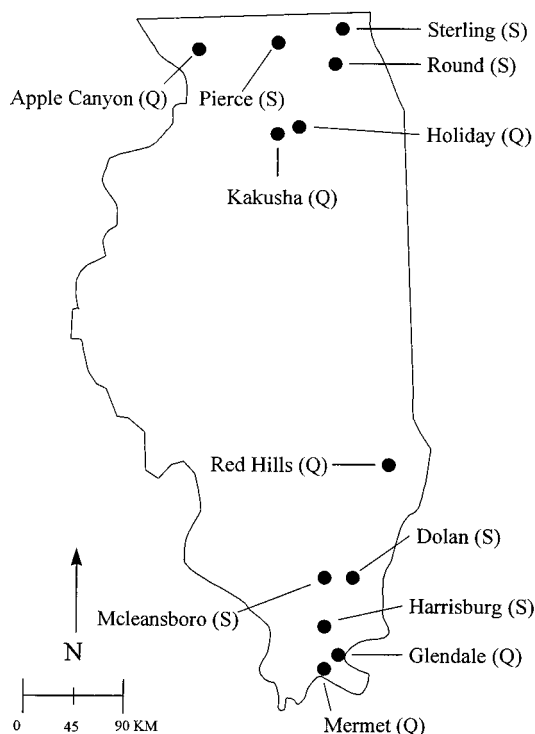 Sterling (S)
Round (S)
Apple Canyon (Q)
Pierce (S)
Holiday (Q)
Kakusha (Q)
Red Hills (Q)
Dolan (S)
Mcleansboro (S)
Harrisburg (S)
Glendale (Q)
Mermet (Q)
N
0 45 90 KM